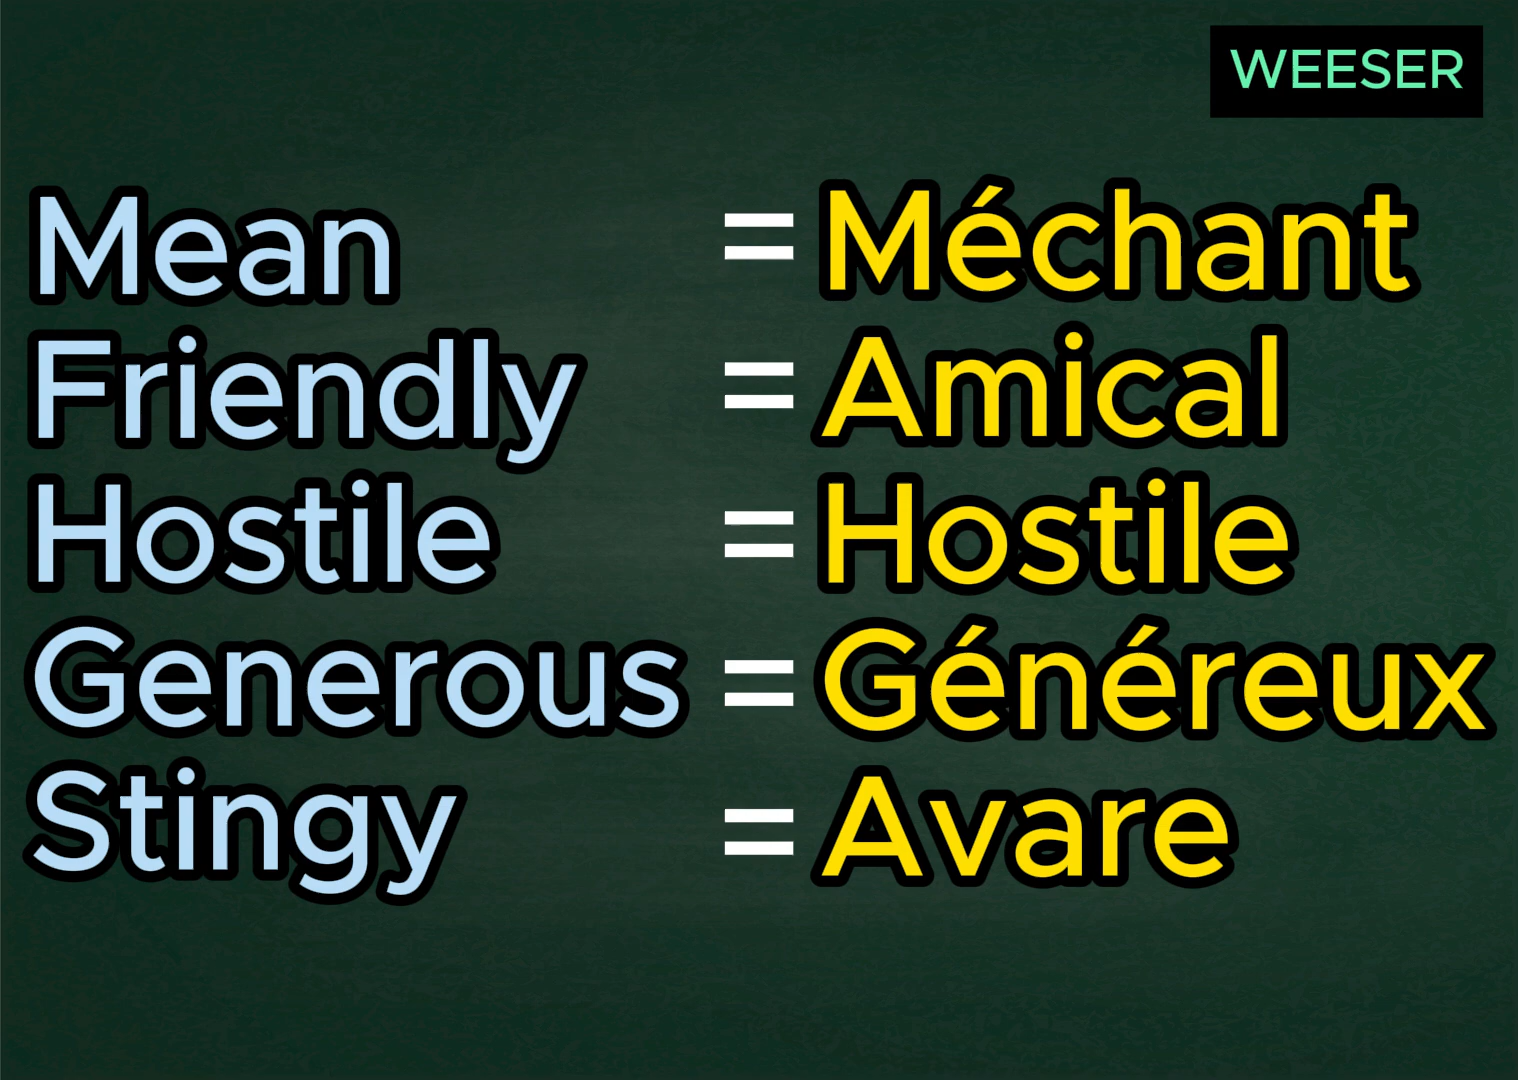 WEESER
Mean = Méchant
Friendly = Amical
Hostile = Hostile
Generous = Généreux
Stingy = Avare